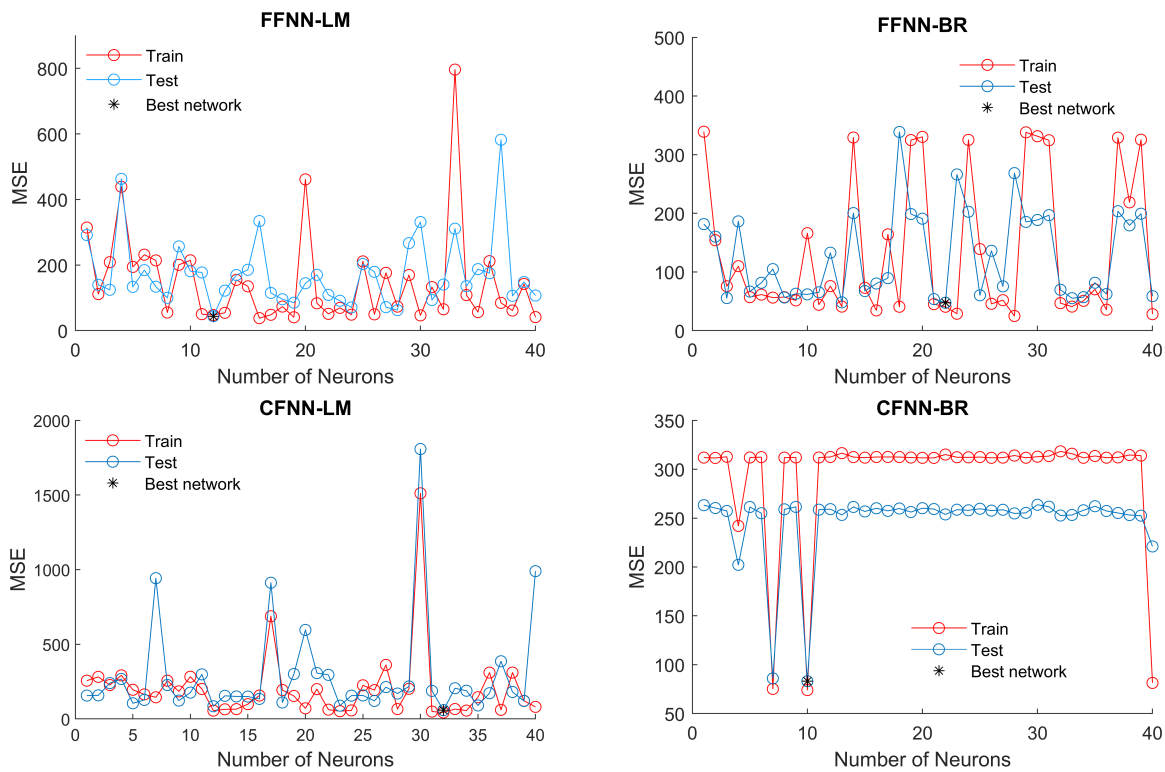 FFNN-LM
Train
Test
Best network
800
600
400
200
0
0 10 20 30 40
MSE
Number of Neurons
FFNN-BR
Train
Test
Best network
500
400
300
200
100
0
0 10 20 30 40
MSE
Number of Neurons
CFNN-LM
Train
Test
Best network
2000
1500
1000
500
0
0 5 10 15 20 25 30 35 40
MSE
Number of Neurons
CFNN-BR
350
300
250
200
150
100
50
Train
Test
Best network
0 10 20 30 40
MSE
Number of Neurons